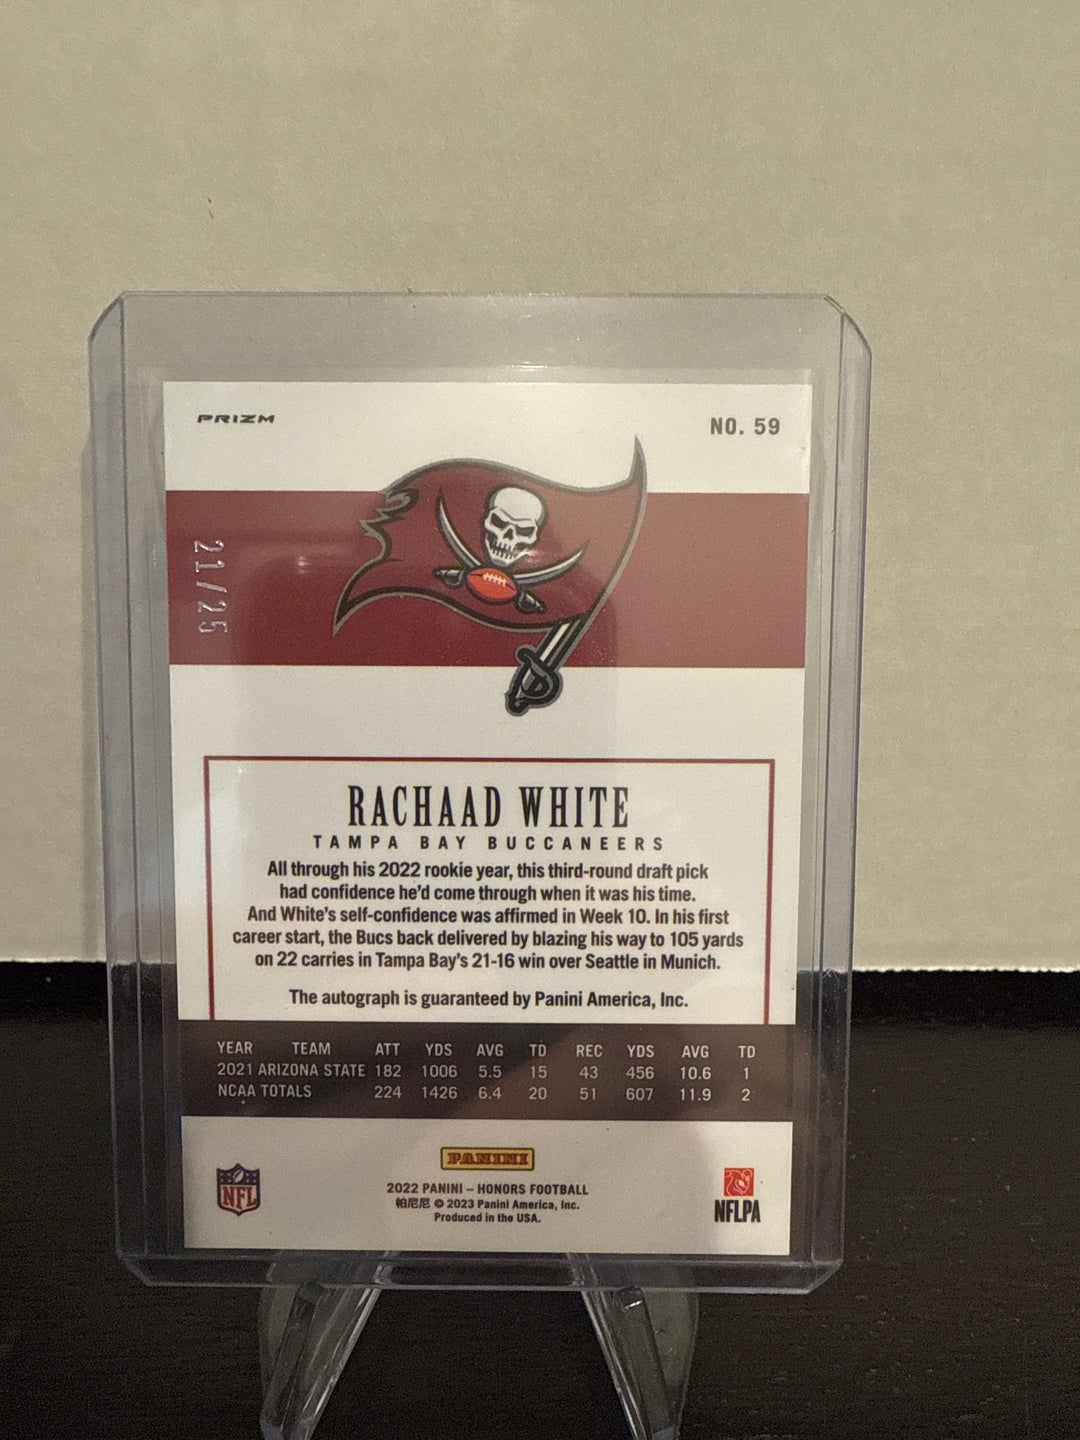 PRIZM
NO. 59
21/25
RACHAAD WHITE
TAMPA BAY BUCCANEERS
All through his 2022 rookie year, this third-round draft pick
had confidence he'd come through when it was his time.
And White's self-confidence was affirmed in Week 10. In his first
career start, the Bucs back delivered by blazing his way to 105 yards
on 22 carries in Tampa Bay's 21-16 win over Seattle in Munich.
The autograph is guaranteed by Panini America, Inc.
YEAR TEAM ATT YDS AVG TD REC YDS AVG TD
2021 ARIZONA STATE 182 1006 5.5 15 43 456 10.6 1
NCAA TOTALS 224 1426 6.4 20 51 607 11.9 2
PANINI
NFL
2022 PANINI – HONORS FOOTBALL
帕尼尼 © 2023 Panini America, Inc.
Produced in the USA.
NFLPA